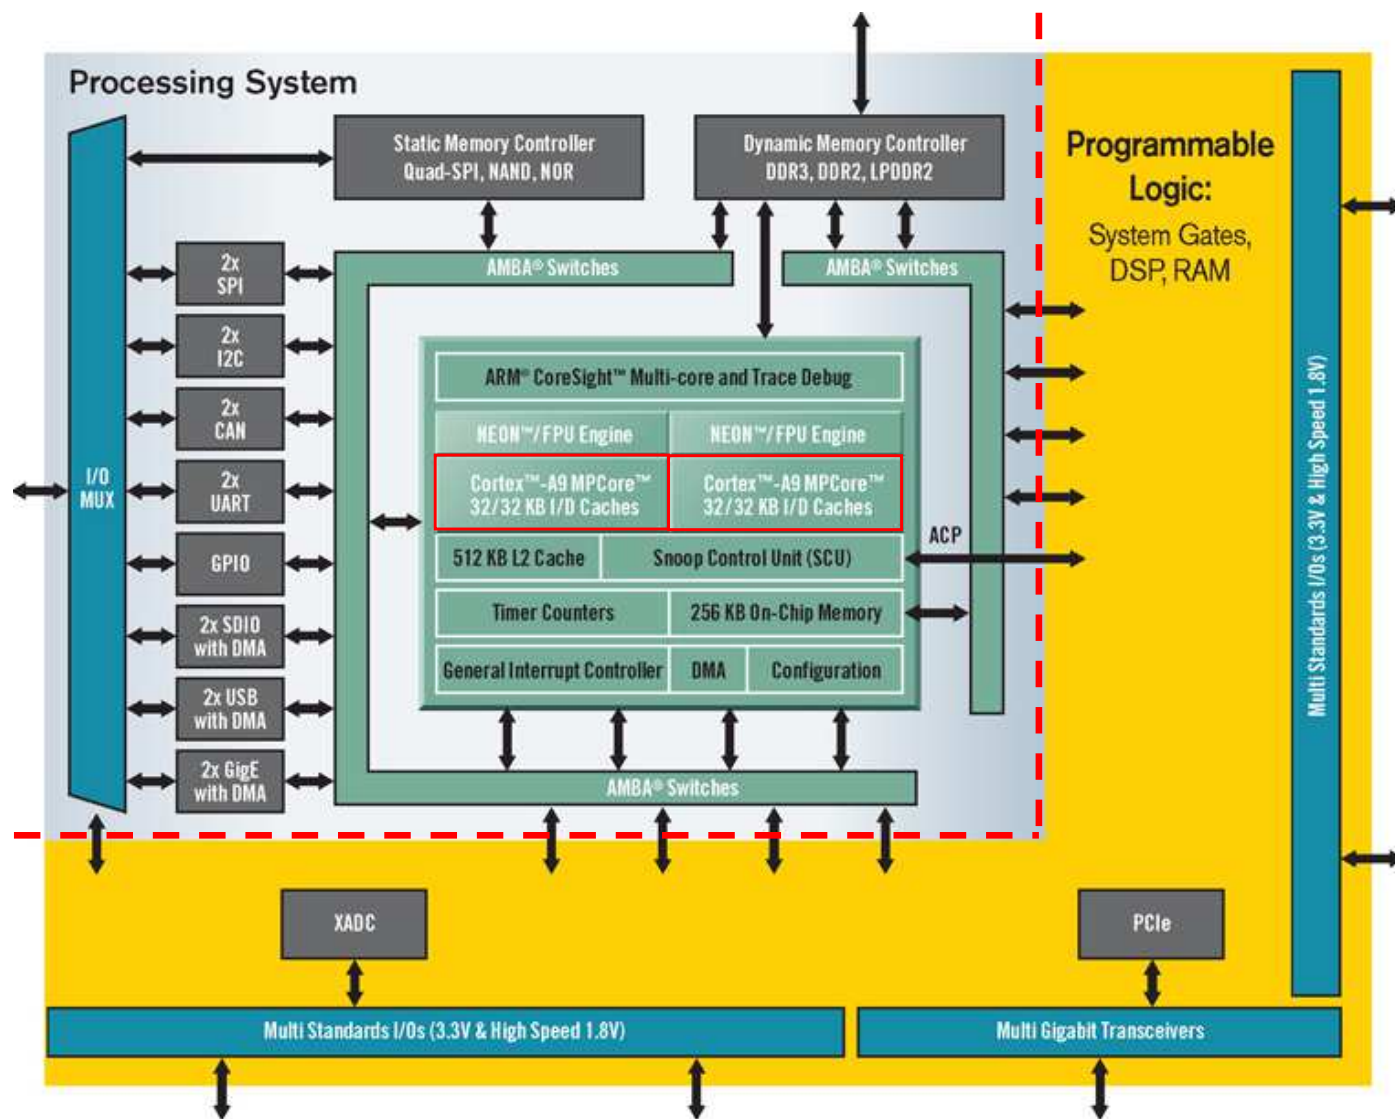 Processing System
Static Memory Controller
Quad-SPI, NAND, NOR
Dynamic Memory Controller
DDR3, DDR2, LPDDR2
Programmable
Logic:
System Gates,
DSP, RAM
AMBA® Switches
AMBA® Switches
2x
SPI
2x
I2C
2x
CAN
I/O
MUX
2x
UART
GPIO
2x SDIO
with DMA
2x USB
with DMA
2x GigE
with DMA
ARM® CoreSight™ Multi-core and Trace Debug
NEON™/FPU Engine
NEON™/FPU Engine
Cortex™-A9 MPCore™
32/32 KB I/D Caches
Cortex™-A9 MPCore™
32/32 KB I/D Caches
512 KB L2 Cache
Snoop Control Unit (SCU)
ACP
Timer Counters
256 KB On-Chip Memory
General Interrupt Controller
DMA
Configuration
AMBA® Switches
Multi Standards I/Os (3.3V & High Speed 1.8V)
XADC
PCIe
Multi Standards I/Os (3.3V & High Speed 1.8V)
Multi Gigabit Transceivers